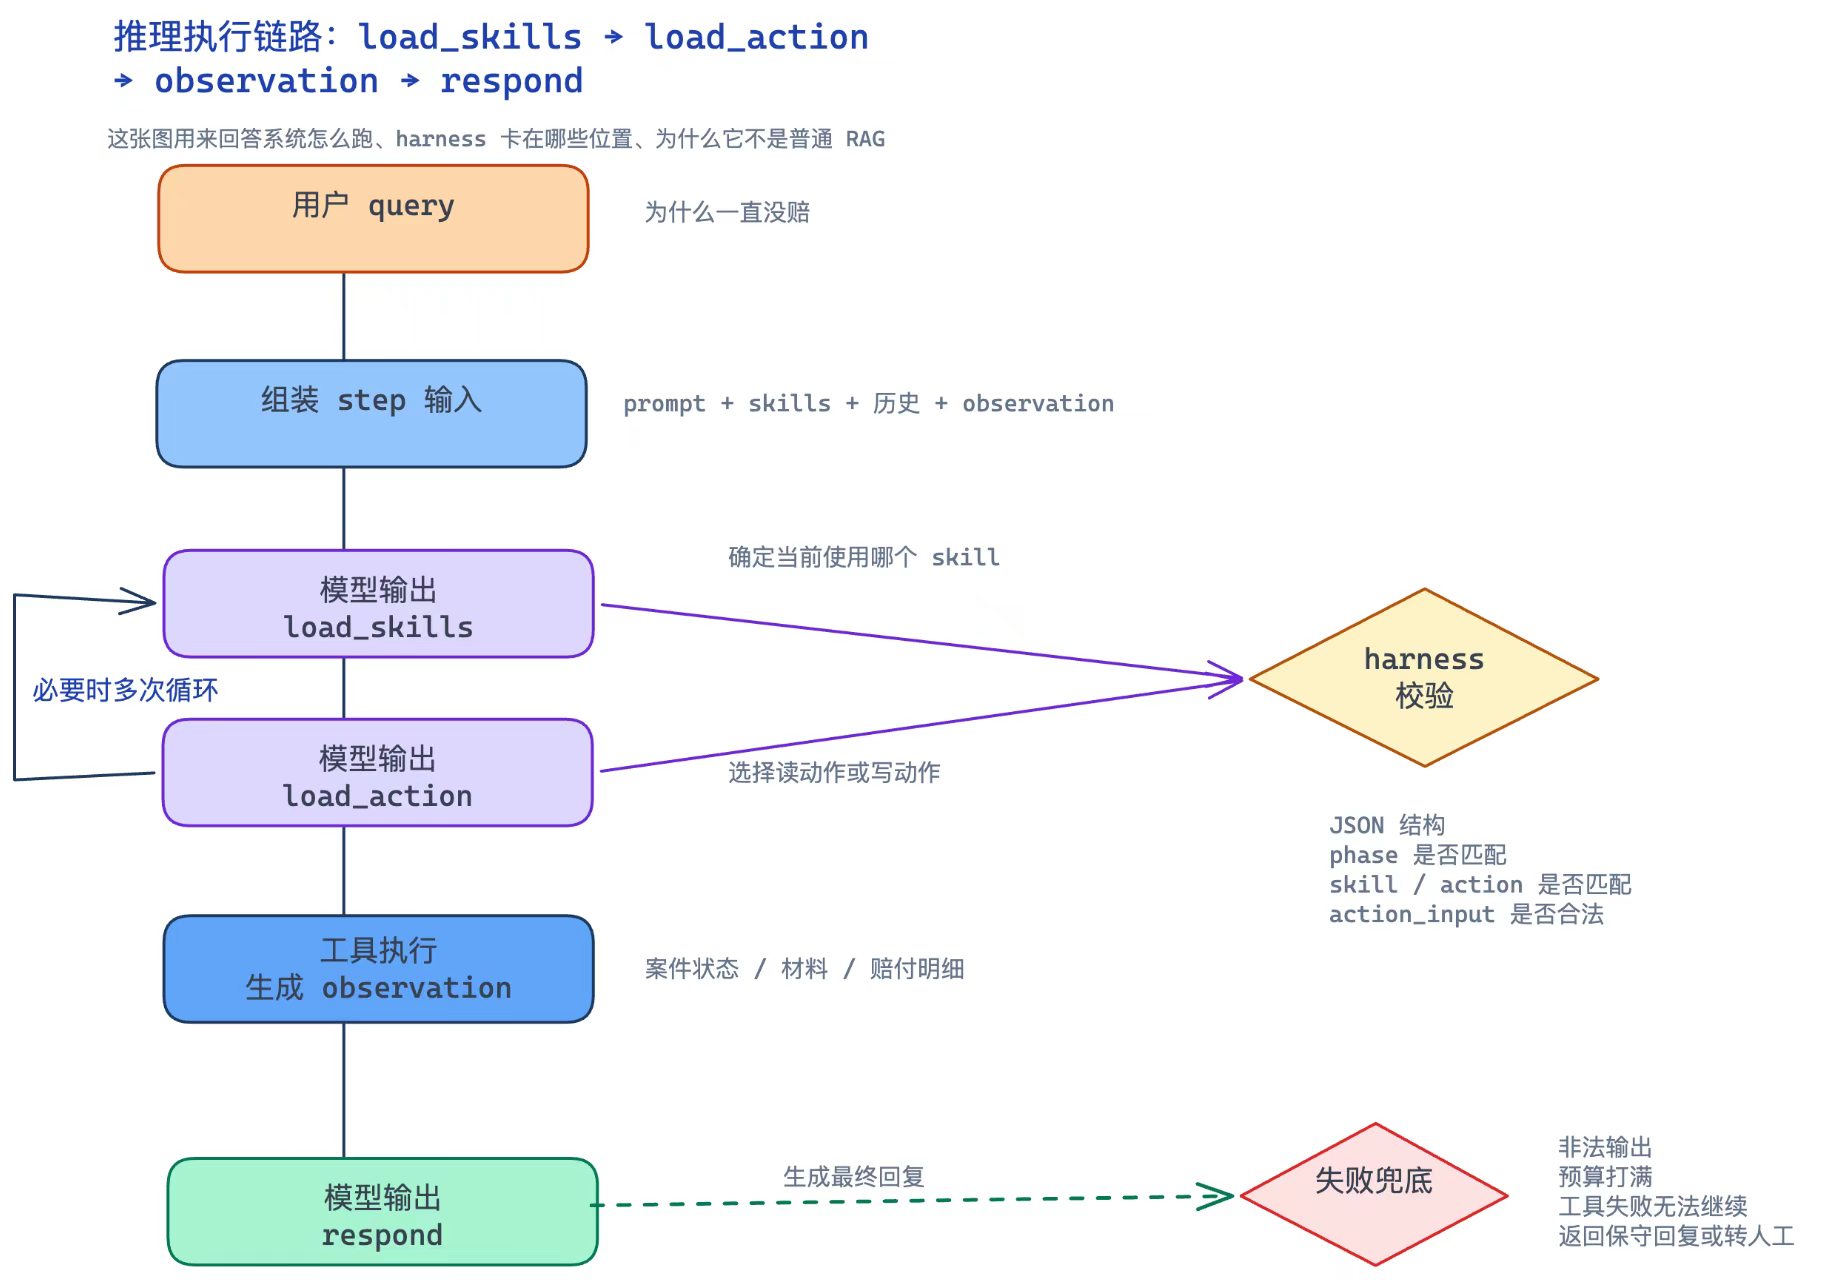 推理执行链路: load_skills → load_action
→ observation → respond
这张图用来回答系统怎么跑、harness 卡在哪些位置、为什么它不是普通 RAG
用户 query
为什么一直没赔
组装 step 输入
prompt + skills + 历史 + observation
模型输出
load_skills
确定当前使用哪个 skill
harness
校验
必要时多次循环
模型输出
load_action
选择读动作或写动作
JSON 结构
phase 是否匹配
skill / action 是否匹配
action_input 是否合法
工具执行
生成 observation
案件状态 / 材料 / 赔付明细
模型输出
respond
生成最终回复
失败兜底
非法输出
预算打满
工具失败无法继续
返回保守回复或转人工